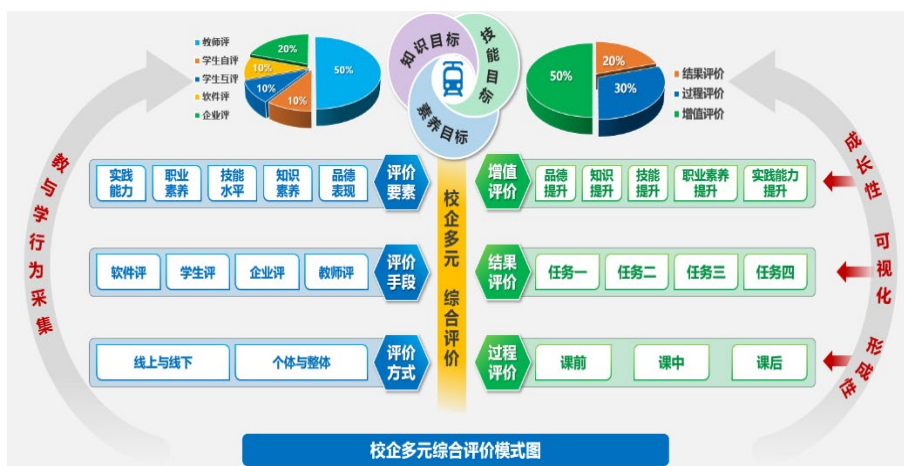 教师评
学生自评
学生互评
软件评
企业评
20%
10%
10%
10%
50%
知识目标
技能目标
素养目标
50%
20%
30%
结果评价
过程评价
增值评价
教与学行为采集
实践
能力
职业
素养
技能
水平
知识
素养
品德
表现
评价
要素
软件评
学生评
企业评
教师评
评价
手段
线上与线下
个体与整体
评价
方式
校企多元 综合评价
增值
评价
品德
提升
知识
提升
技能
提升
职业素养
提升
实践能力
提升
结果
评价
任务一
任务二
任务三
任务四
过程
评价
课前
课中
课后
成长性 可视化 形成性
校企多元综合评价模式图